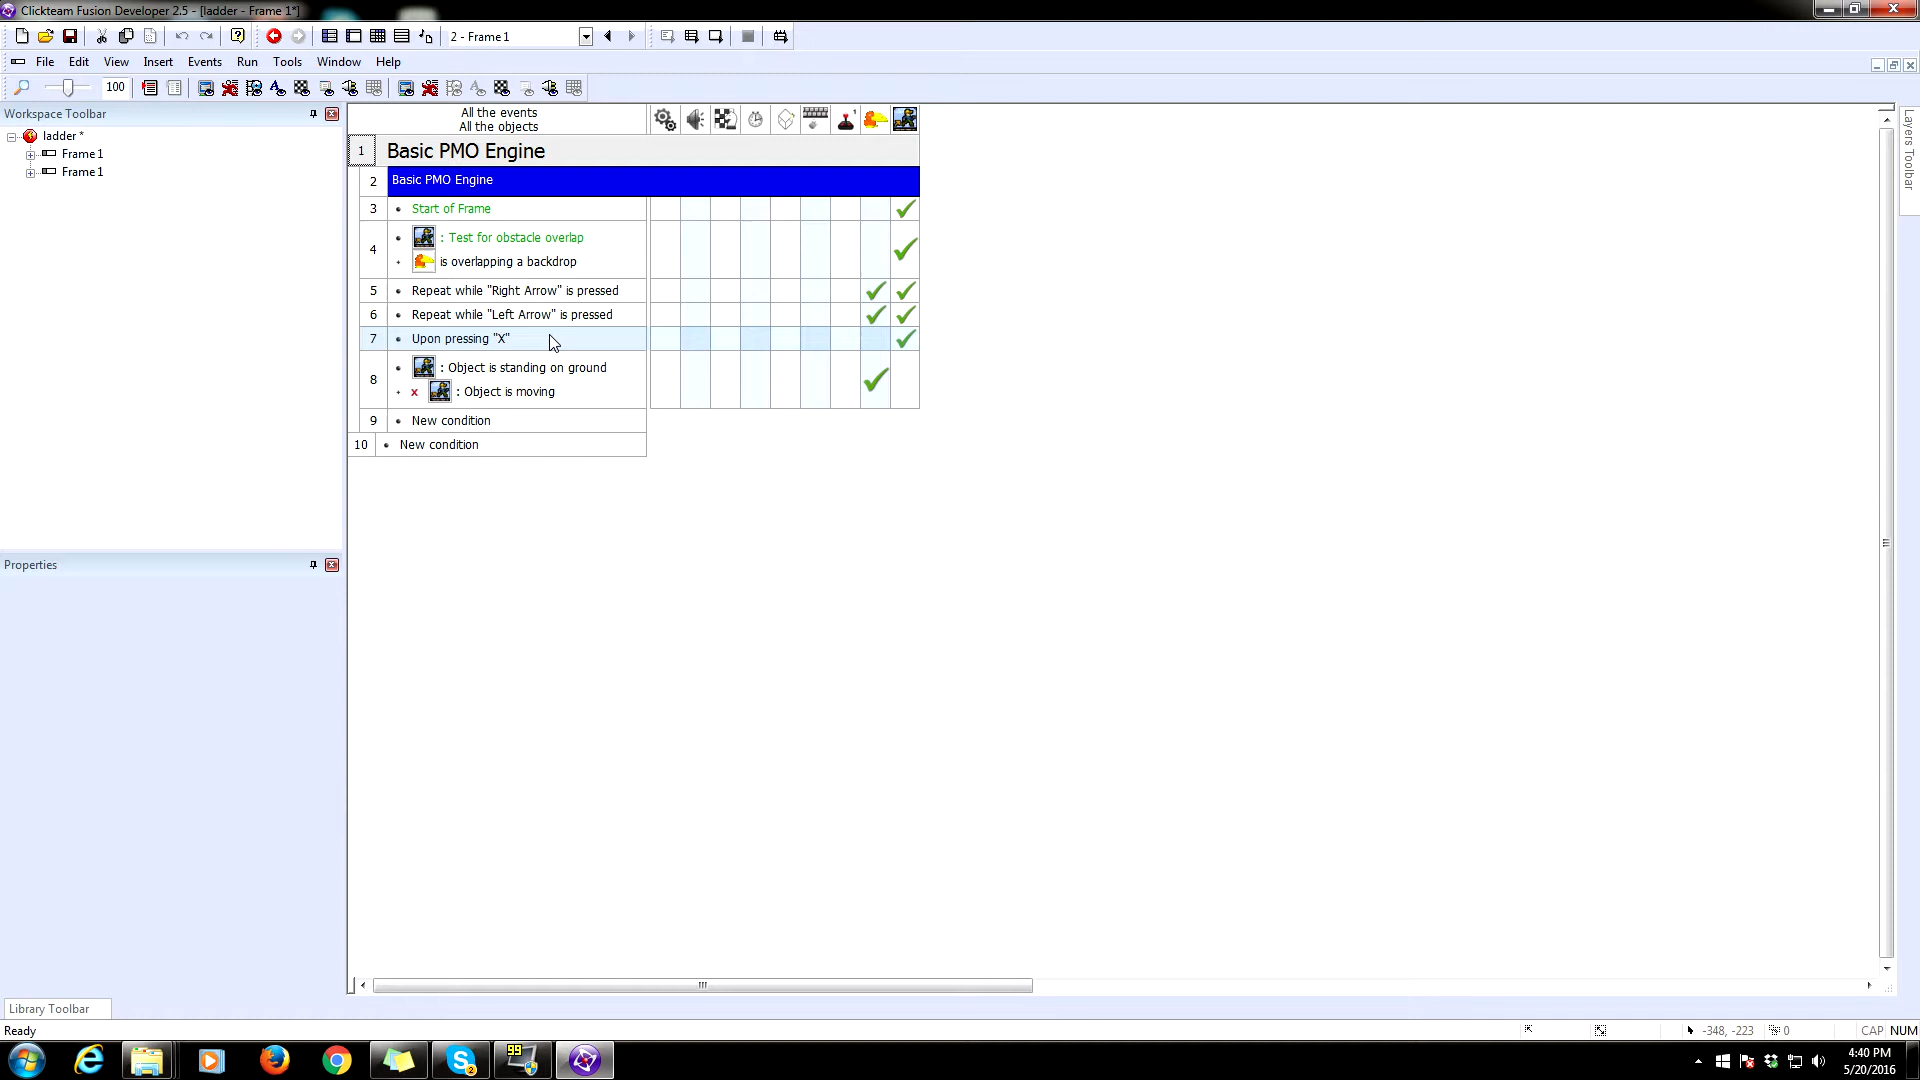 Clickteam Fusion Developer 2.5 - [ladder - Frame 1*]
2 - Frame 1
File Edit View Insert Events Run Tools Window Help
100
Workspace Toolbar
ladder *
Frame 1
Frame 1
Properties
Library Toolbar
All the events
All the objects
1 Basic PMO Engine
2 Basic PMO Engine
3 Start of Frame
4 : Test for obstacle overlap
is overlapping a backdrop
5 Repeat while "Right Arrow" is pressed
6 Repeat while "Left Arrow" is pressed
7 Upon pressing "X"
8 : Object is standing on ground
x : Object is moving
9 New condition
10 New condition
Layers Toolbar
Ready
-348, -223
0
CAP NUM
99
2
4:40 PM
5/20/2016